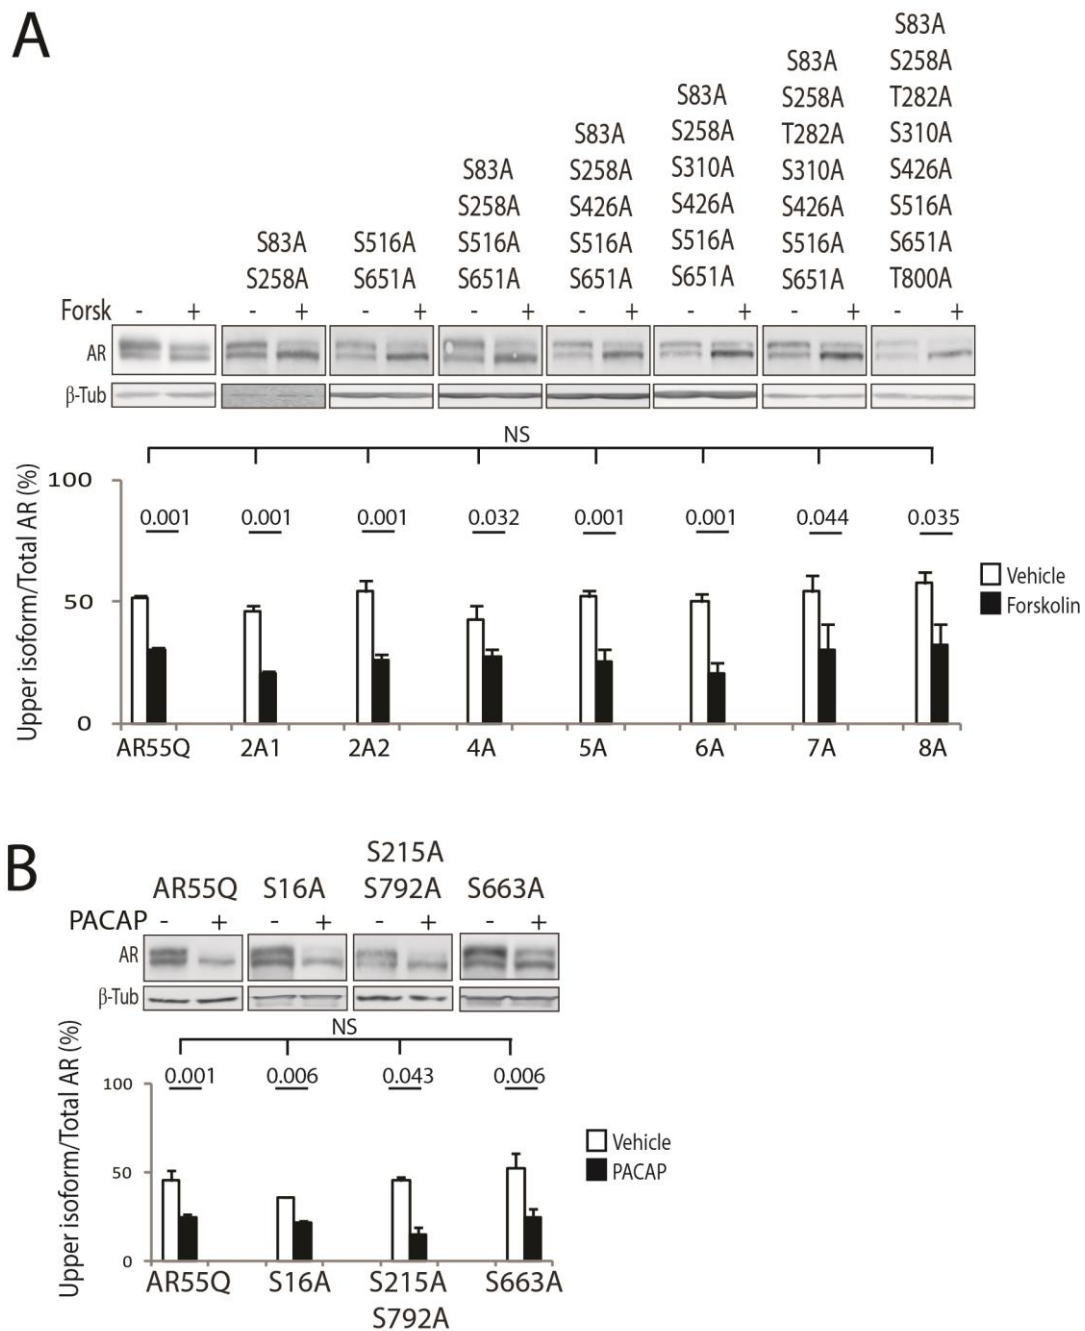 A
S83A
S83A S258A
S83A S258A T282A
S83A S258A T282A S310A
S83A S258A S310A S310A S426A
S258A S426A S426A S426A S516A
S83A S516A S516A S516A S516A S651A
S258A S651A S651A S651A S651A S651A T800A
S83A S516A
S258A S651A
Forsk - + - + - + - + - + - + - + - +
AR
β-Tub
NS
Upper isoform/Total AR (%)
100
0.001 0.001 0.001 0.032 0.001 0.001 0.044 0.035
50
Vehicle
Forskolin
0
AR55Q 2A1 2A2 4A 5A 6A 7A 8A
B
S215A
AR55Q S16A S792A S663A
PACAP - + - + - + - +
AR
β-Tub
NS
Upper isoform/Total AR (%)
100
0.001 0.006 0.043 0.006
Vehicle
PACAP
50
0
AR55Q S16A S215A S663A
S792A